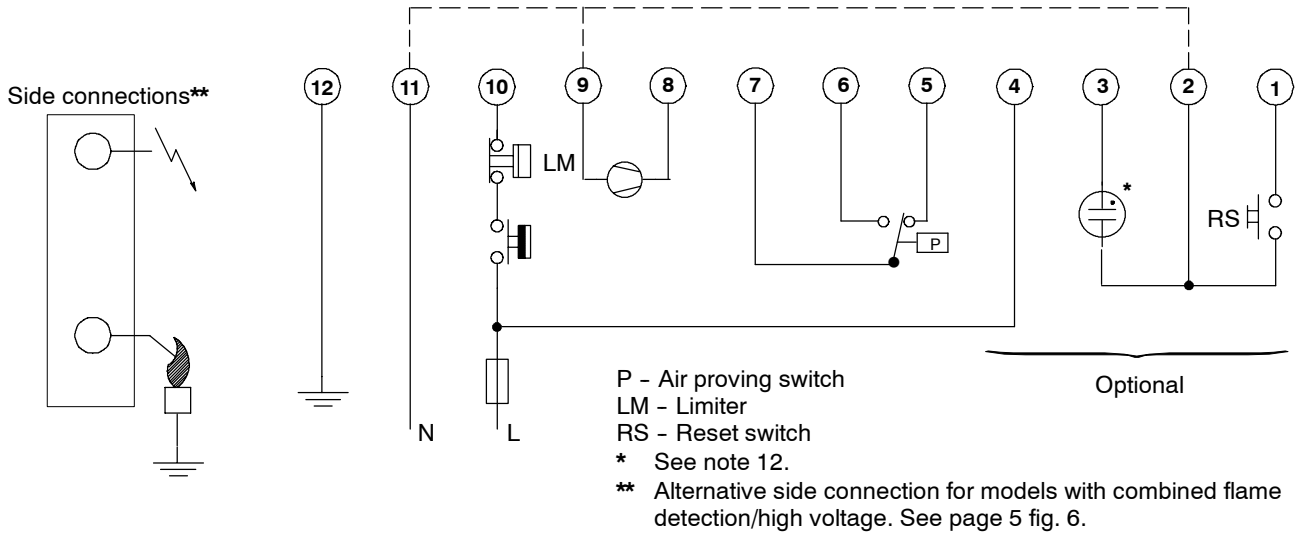 Side connections**
12 11 10 9 8 7 6 5 4 3 2 1
LM
*
RS
P
Optional
N
L
P - Air proving switch
LM - Limiter
RS - Reset switch
* See note 12.
** Alternative side connection for models with combined flame
detection/high voltage. See page 5 fig. 6.